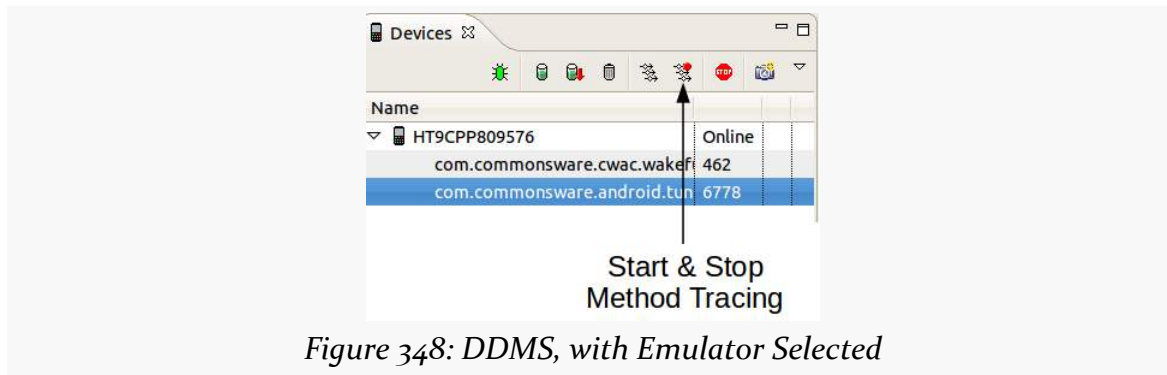 Devices
STOP
Name
HT9CPP809576 Online
com.commonsware.cwac.wakef 462
com.commonsware.android.tun 6778
Start & Stop
Method Tracing
Figure 348: DDMS, with Emulator Selected